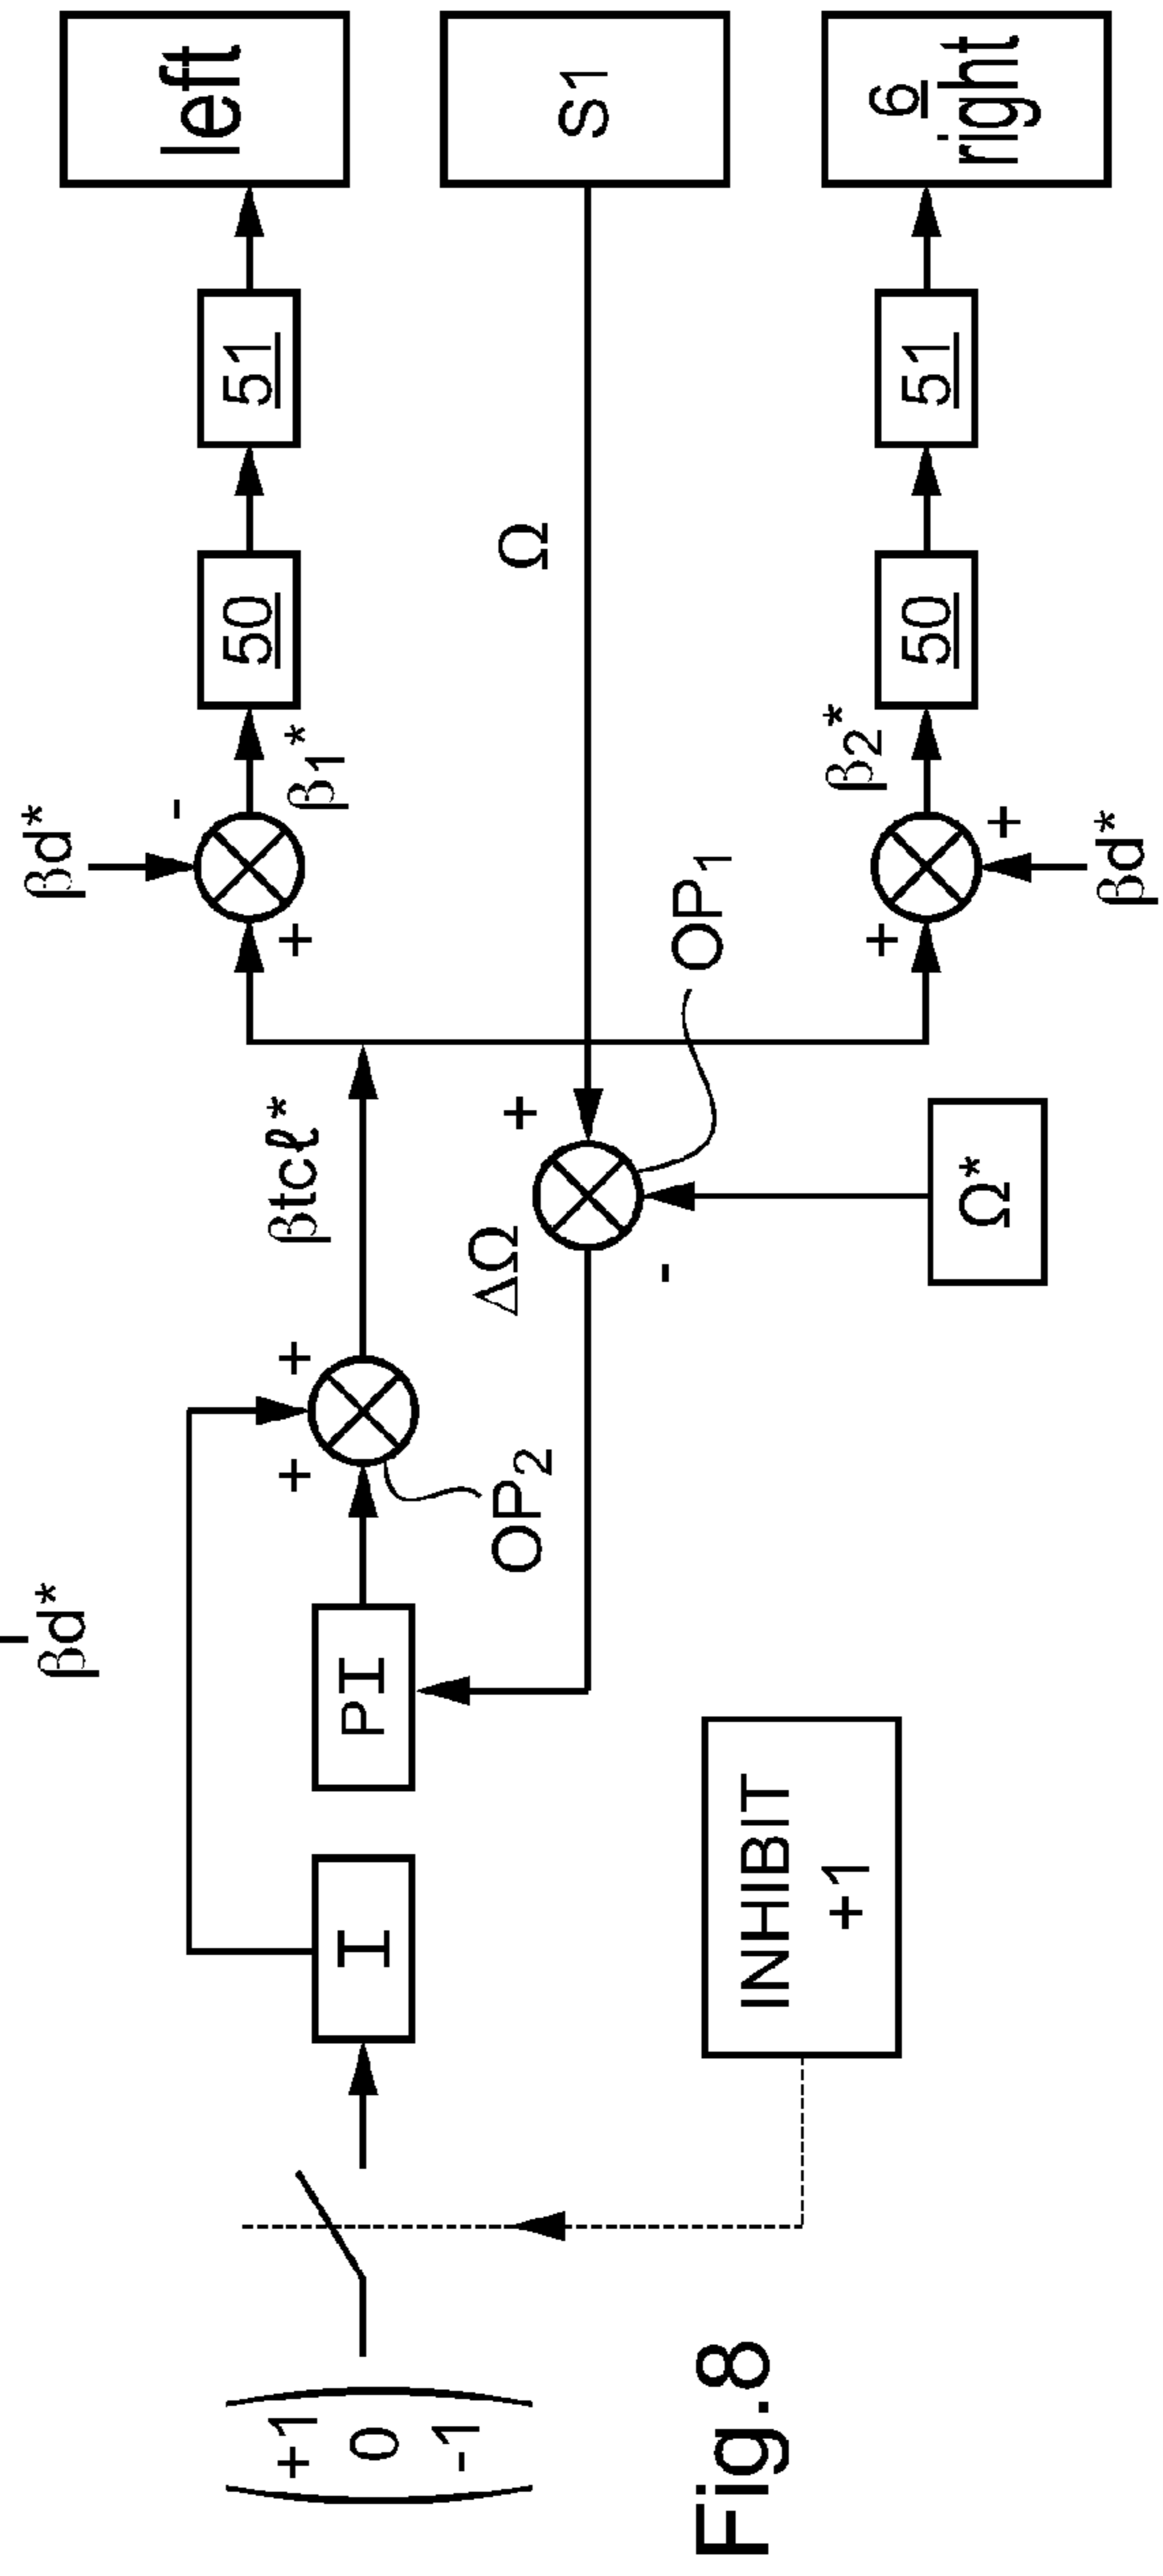 +1
0
-1
I
PI
βd*
+
+
OP2
βtcℓ*
ΔΩ
+
-
OP1
Ω*
INHIBIT
+1
βd*
-
+
β1*
50
51
left
Ω
S1
+
+
βd*
β2*
50
51
6
right
Fig.8